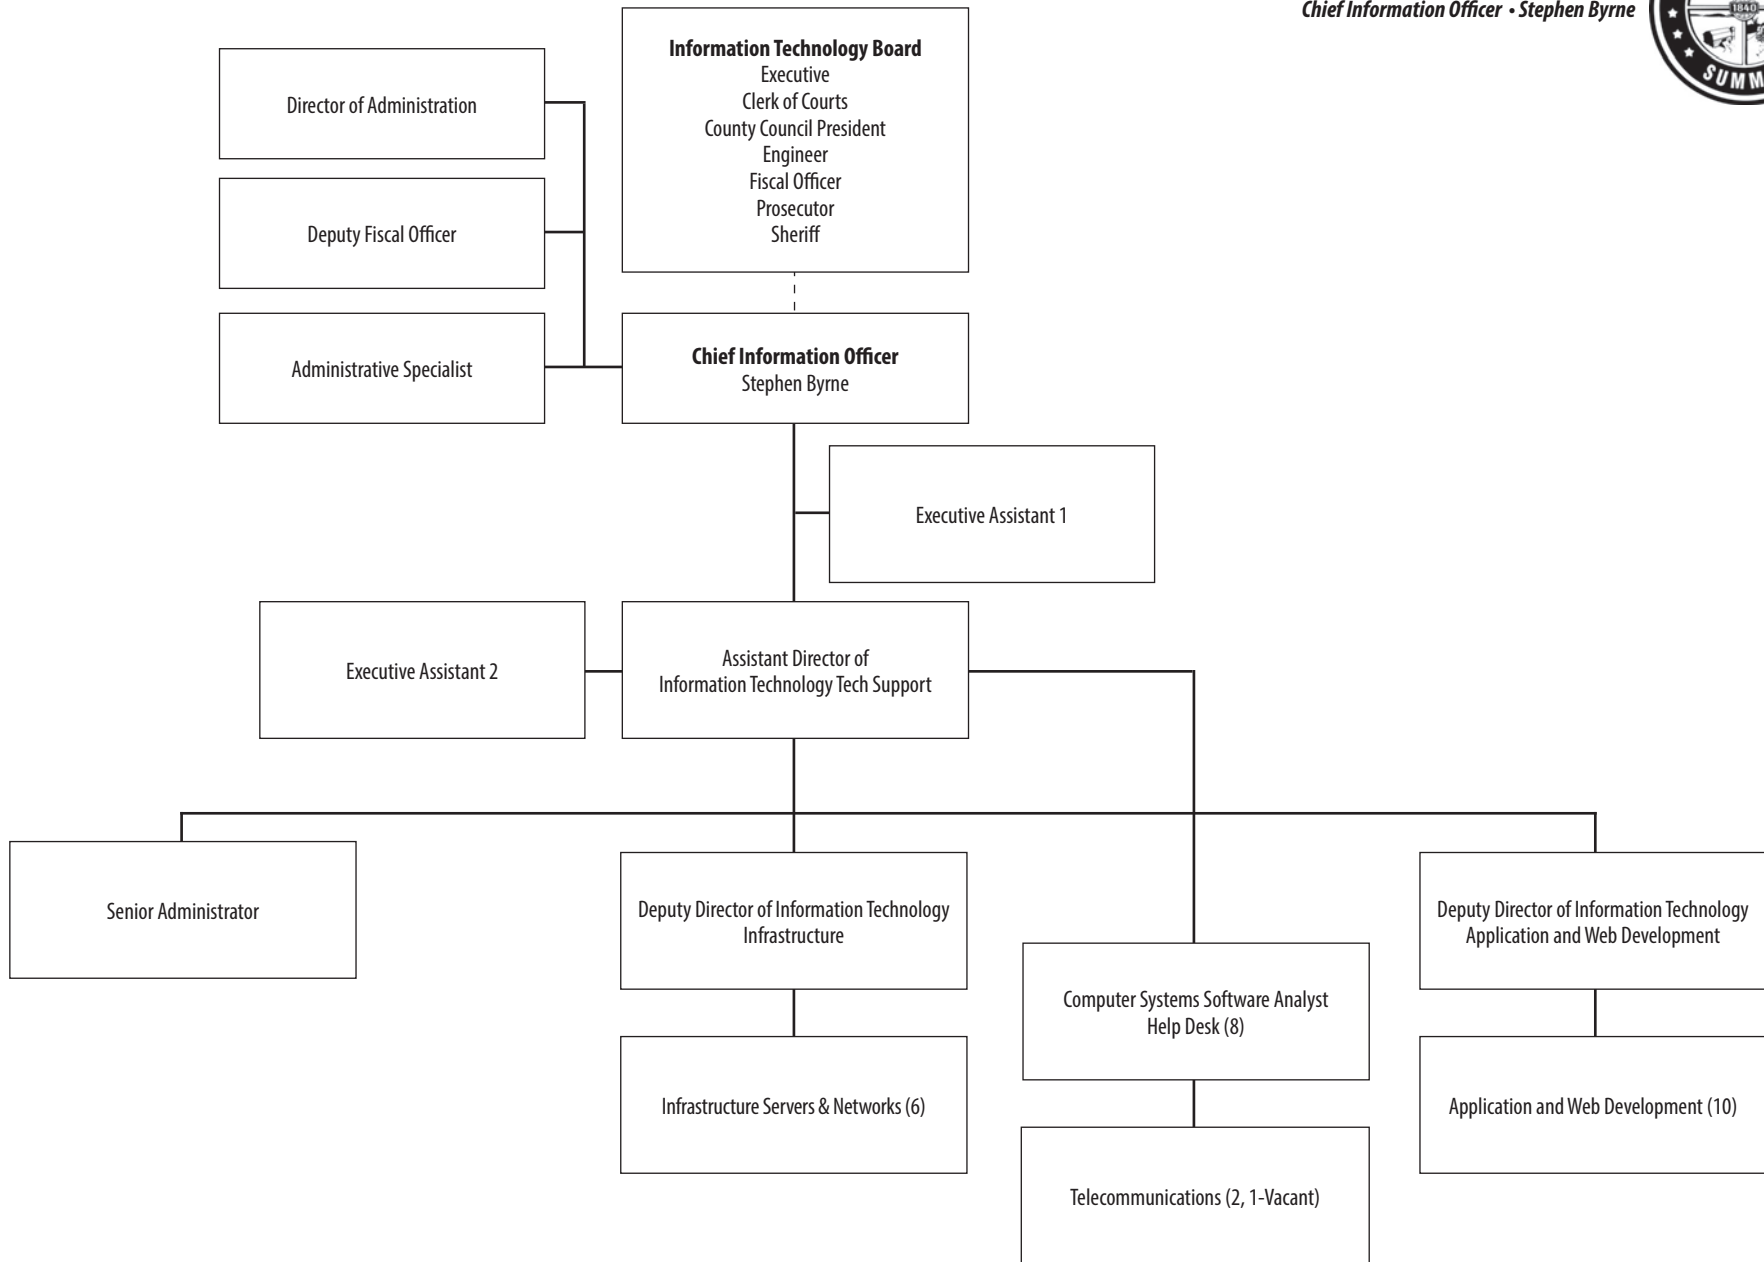 Chief Information Officer • Stephen Byrne
1840
SUMM
Information Technology Board
Executive
Clerk of Courts
County Council President
Engineer
Fiscal Officer
Prosecutor
Sheriff
Director of Administration
Deputy Fiscal Officer
Administrative Specialist
Chief Information Officer
Stephen Byrne
Executive Assistant 1
Executive Assistant 2
Assistant Director of
Information Technology Tech Support
Senior Administrator
Deputy Director of Information Technology
Infrastructure
Infrastructure Servers & Networks (6)
Computer Systems Software Analyst
Help Desk (8)
Telecommunications (2, 1-Vacant)
Deputy Director of Information Technology
Application and Web Development
Application and Web Development (10)